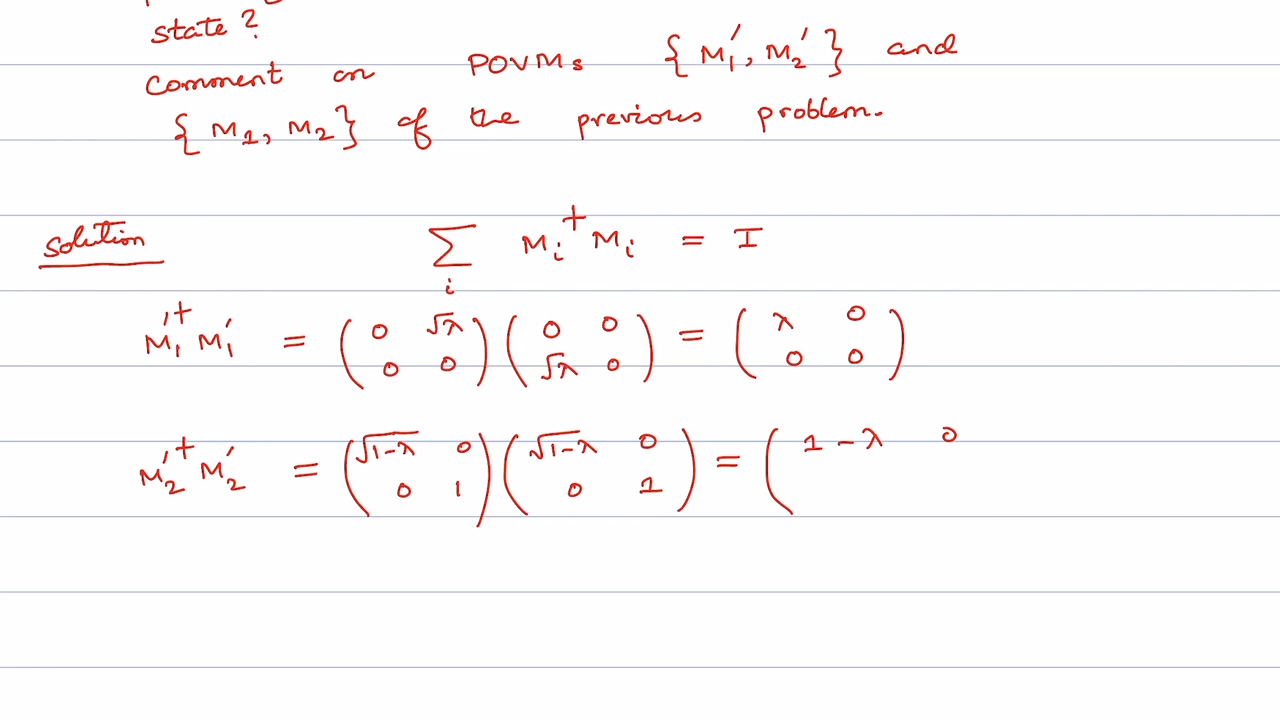 state ?
Comment on POVMs { M₁′, M₂′ } and
{ M₁, M₂ } of the previous problem.
Solution ∑ᵢ Mᵢ† Mᵢ = I
M₁′† M₁′ = ( 0 √λ ; 0 0 ) ( 0 0 ; √λ 0 ) = ( λ 0 ; 0 0 )
M₂′† M₂′ = ( √1-λ 0 ; 0 1 ) ( √1-λ 0 ; 0 1 ) = ( 1 - λ 0